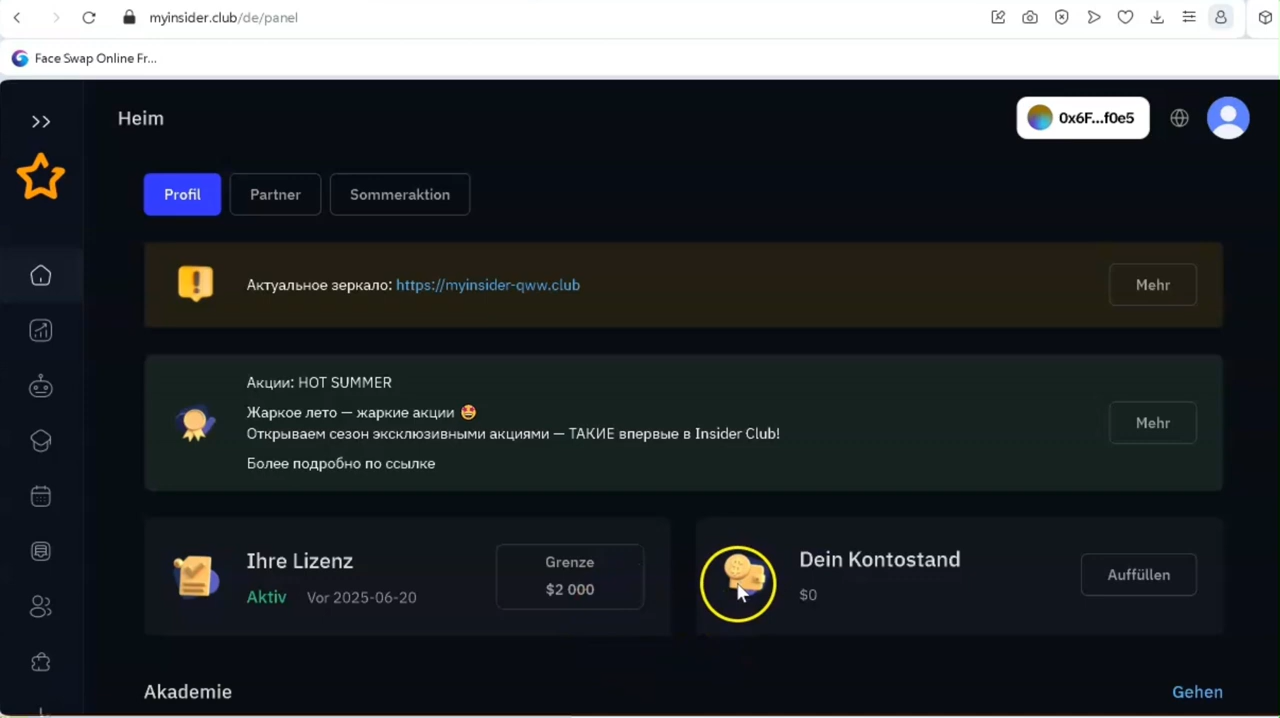 myinsider.club/de/panel
Face Swap Online Fr...
Heim
0x6F...f0e5
Profil
Partner
Sommeraktion
Актуальное зеркало: https://myinsider-qww.club
Mehr
Акции: HOT SUMMER
Жаркое лето — жаркие акции 🤩
Открываем сезон эксклюзивными акциями — ТАКИЕ впервые в Insider Club!
Более подробно по ссылке
Mehr
Ihre Lizenz
Aktiv Vor 2025-06-20
Grenze
$2 000
Dein Kontostand
$0
Auffüllen
Akademie
Gehen